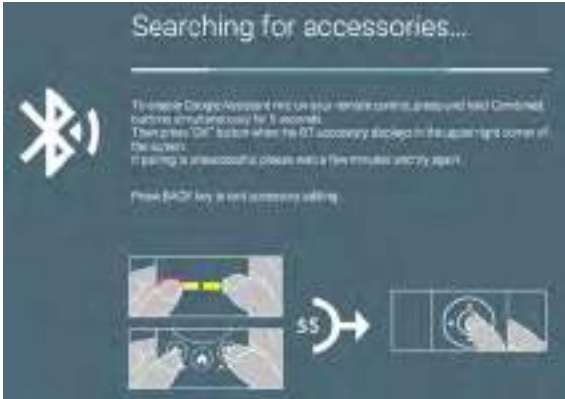 Searching for accessories...
To enable Google Assistant mic on your remote control, press and hold Combined
buttons simultaneously for 5 seconds.
Then press "OK" button when the BT accessory displays in the upper right corner of
the screen.
If pairing is unsuccessful, please wait a few minutes and try again.
Press BACK key to exit accessory adding.